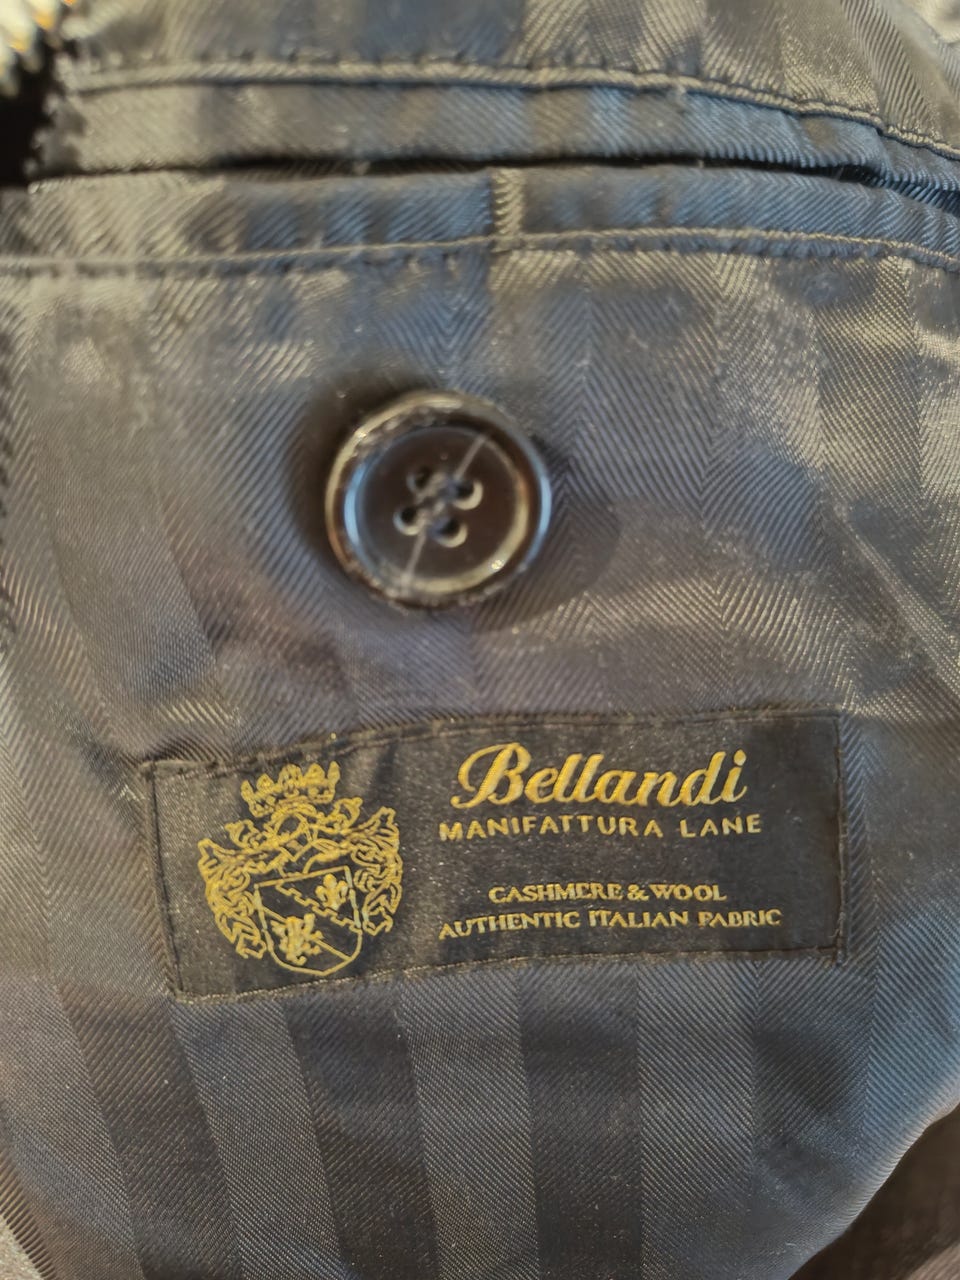 Bellandi
MANIFATTURA LANE
CASHMERE & WOOL
AUTHENTIC ITALIAN FABRIC